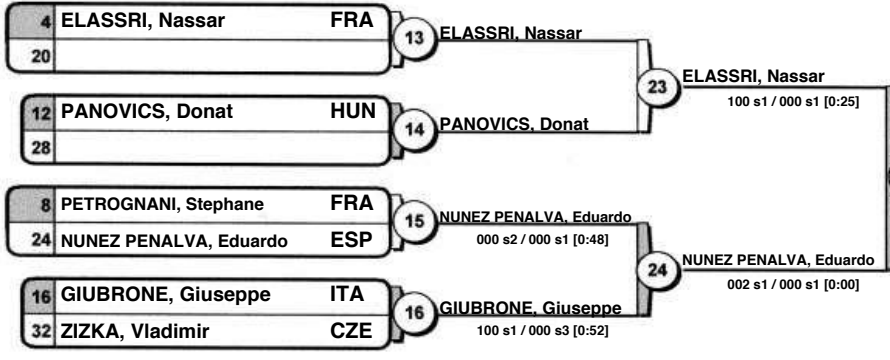 4 ELASSRI, Nassar FRA
20
13
ELASSRI, Nassar
12 PANOVICS, Donat HUN
28
14
PANOVICS, Donat
23
ELASSRI, Nassar
100 s1 / 000 s1 [0:25]
8 PETROGNANI, Stephane FRA
24 NUNEZ PENALVA, Eduardo ESP
15
NUNEZ PENALVA, Eduardo
000 s2 / 000 s1 [0:48]
16 GIUBRONE, Giuseppe ITA
32 ZIZKA, Vladimir CZE
16
GIUBRONE, Giuseppe
100 s1 / 000 s3 [0:52]
24
NUNEZ PENALVA, Eduardo
002 s1 / 000 s1 [0:00]